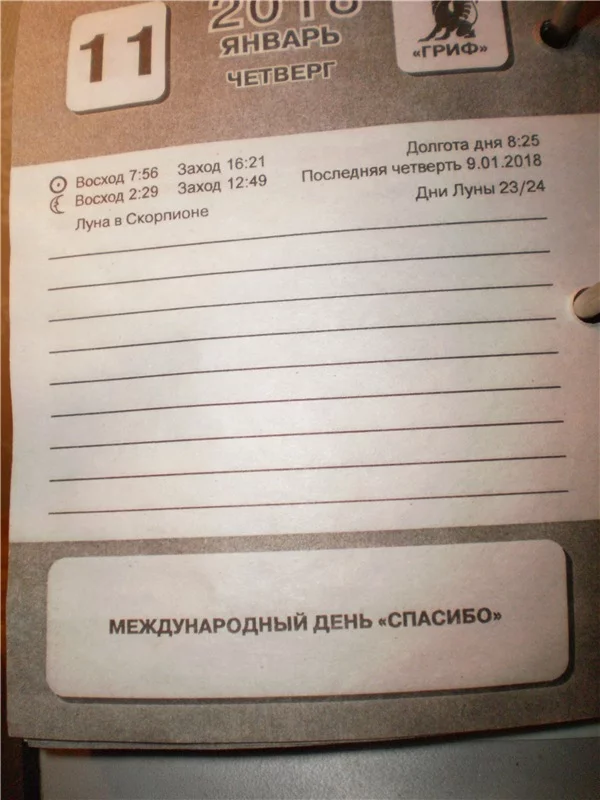 11
2018
ЯНВАРЬ
ЧЕТВЕРГ
«ГРИФ»
Восход 7:56 Заход 16:21
Восход 2:29 Заход 12:49
Луна в Скорпионе
Долгота дня 8:25
Последняя четверть 9.01.2018
Дни Луны 23/24
МЕЖДУНАРОДНЫЙ ДЕНЬ «СПАСИБО»